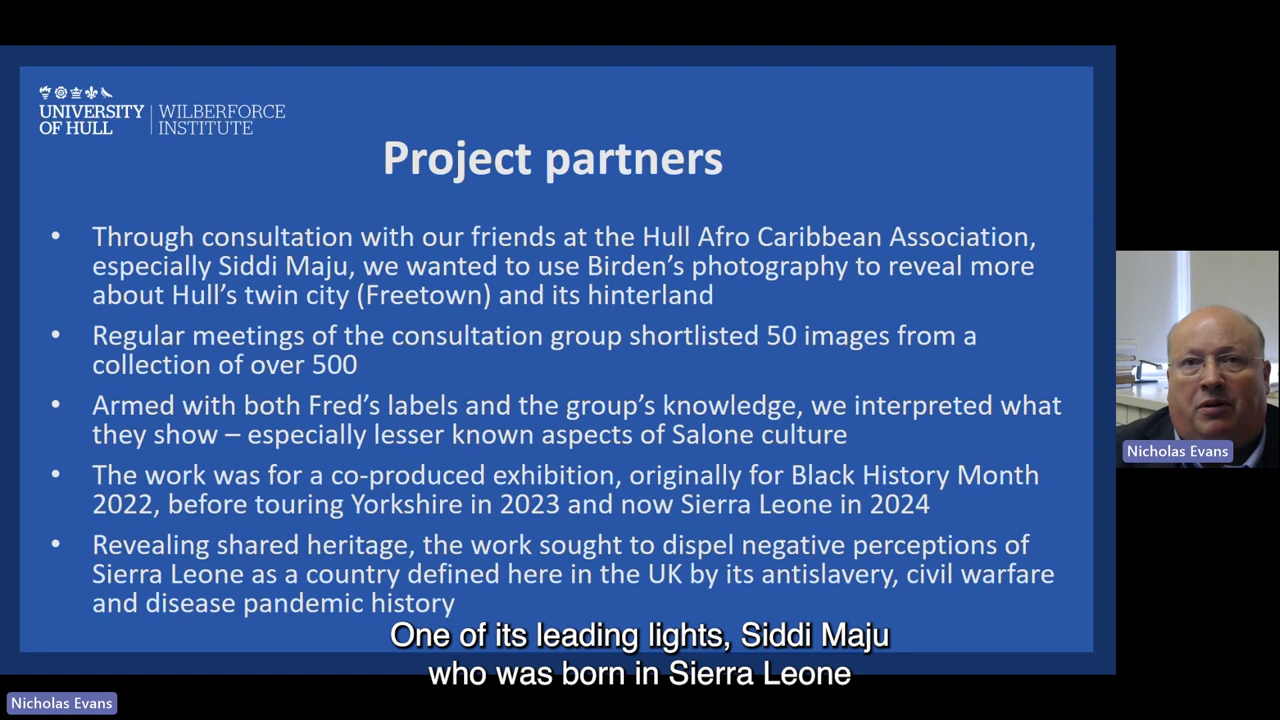 UNIVERSITY OF HULL
WILBERFORCE INSTITUTE
Project partners
• Through consultation with our friends at the Hull Afro Caribbean Association,
especially Siddi Maju, we wanted to use Birden’s photography to reveal more
about Hull’s twin city (Freetown) and its hinterland
• Regular meetings of the consultation group shortlisted 50 images from a
collection of over 500
• Armed with both Fred’s labels and the group’s knowledge, we interpreted what
they show – especially lesser known aspects of Salone culture
• The work was for a co-produced exhibition, originally for Black History Month
2022, before touring Yorkshire in 2023 and now Sierra Leone in 2024
• Revealing shared heritage, the work sought to dispel negative perceptions of
Sierra Leone as a country defined here in the UK by its antislavery, civil warfare
and disease pandemic history
One of its leading lights, Siddi Maju
who was born in Sierra Leone
Nicholas Evans
Nicholas Evans